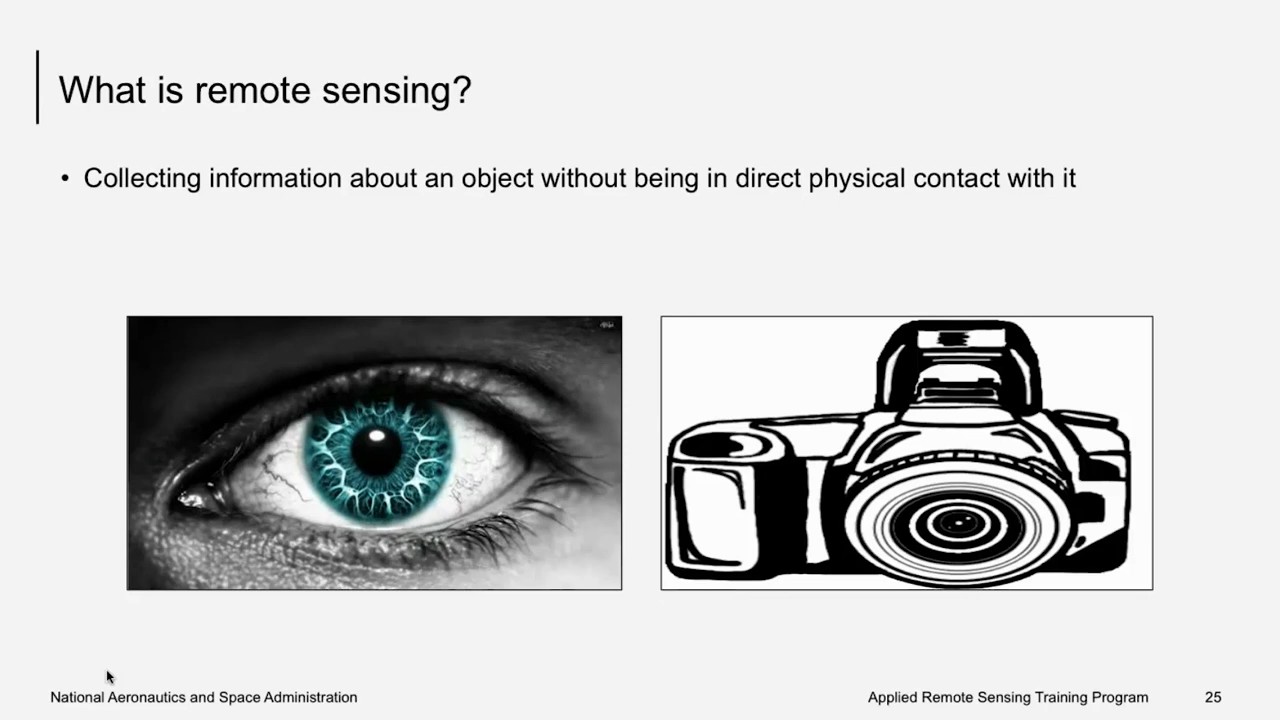 What is remote sensing?
• Collecting information about an object without being in direct physical contact with it
National Aeronautics and Space Administration
Applied Remote Sensing Training Program
25